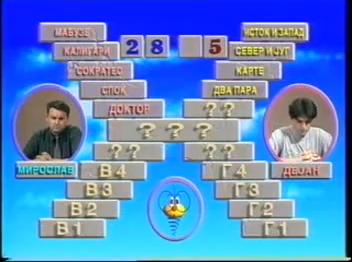 МАБУЗЕ 28 5 ИСТОК И ЗАПАД
КАЛИГАРИ СЕВЕР И ЈУГ
СОКРАТЕС КАРТЕ
СПОК ДВА ПАРА
ДОКТОР ? ?
? ? ?
? ? ? ?
МИРОСЛАВ В4 Г4 ДЕЈАН
В3 Г3
В2 Г2
В1 Г1